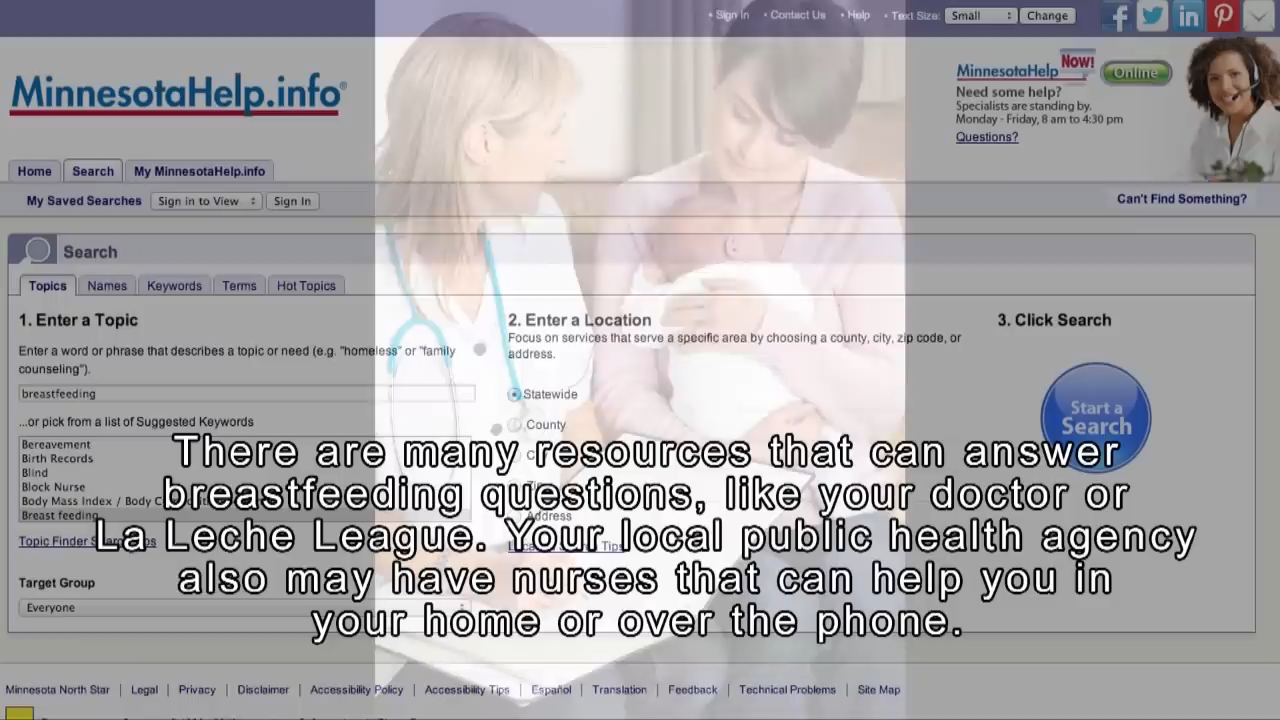 Sign In
Contact Us
Help
Text Size:
Small
Change
MinnesotaHelp.info®
MinnesotaHelp Now!
Online
Need some help?
Specialists are standing by.
Monday - Friday, 8 am to 4:30 pm
Questions?
Home
Search
My MinnesotaHelp.info
My Saved Searches
Sign in to View
Sign In
Can't Find Something?
Search
Topics
Names
Keywords
Terms
Hot Topics
1. Enter a Topic
Enter a word or phrase that describes a topic or need (e.g. "homeless" or "family
counseling").
breastfeeding
...or pick from a list of Suggested Keywords
Bereavement
Birth Records
Blind
Block Nurse
Body Mass Index / Body
Breast feeding
Topic Finder
Target Group
Everyone
2. Enter a Location
Focus on services that serve a specific area by choosing a county, city, zip code, or
address.
Statewide
County
Address
Tips
3. Click Search
Start a
Search
There are many resources that can answer
breastfeeding questions, like your doctor or
La Leche League. Your local public health agency
also may have nurses that can help you in
your home or over the phone.
Minnesota North Star
Legal
Privacy
Disclaimer
Accessibility Policy
Accessibility Tips
Español
Translation
Feedback
Technical Problems
Site Map